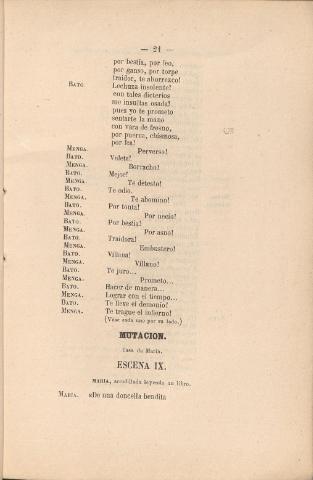 — 21 —
por bestia, por feo,
por ganso, por torpe
traidor, te aborrezco!
BATO Lechuza insolente!
con tales dicterios
me insultas osada!
pues yo te prometo
sentarte la mano
con vara de fresno,
por puerca, chismosa,
por fea!
MENGA. Perverso!
BATO. Veleta!
MENGA. Borracho!
BATO. Mejor!
MENGA. Te detesto!
BATO. Te odio.
MENGA. Te abomino!
BATO. Por tonta!
MENGA. Por necio!
BATO. Por bestia!
MENGA. Por asno!
BATO. Traidora!
MENGA. Embustero!
BATO. Villana!
MENGA. Villano!
BATO. Te juro...
MENGA. Prometo...
BATO. Hacer de manera...
MENGA. Lograr con el tiempo...
BATO. Te lleve el demonio!
MENGA. Te trague el infierno!
(Váse cada uno por su lado.)
MUTACION.
Casa de María.
ESCENA IX.
MARIA, arrodillada leyendo un libro.
MARIA. «De una doncella bendita